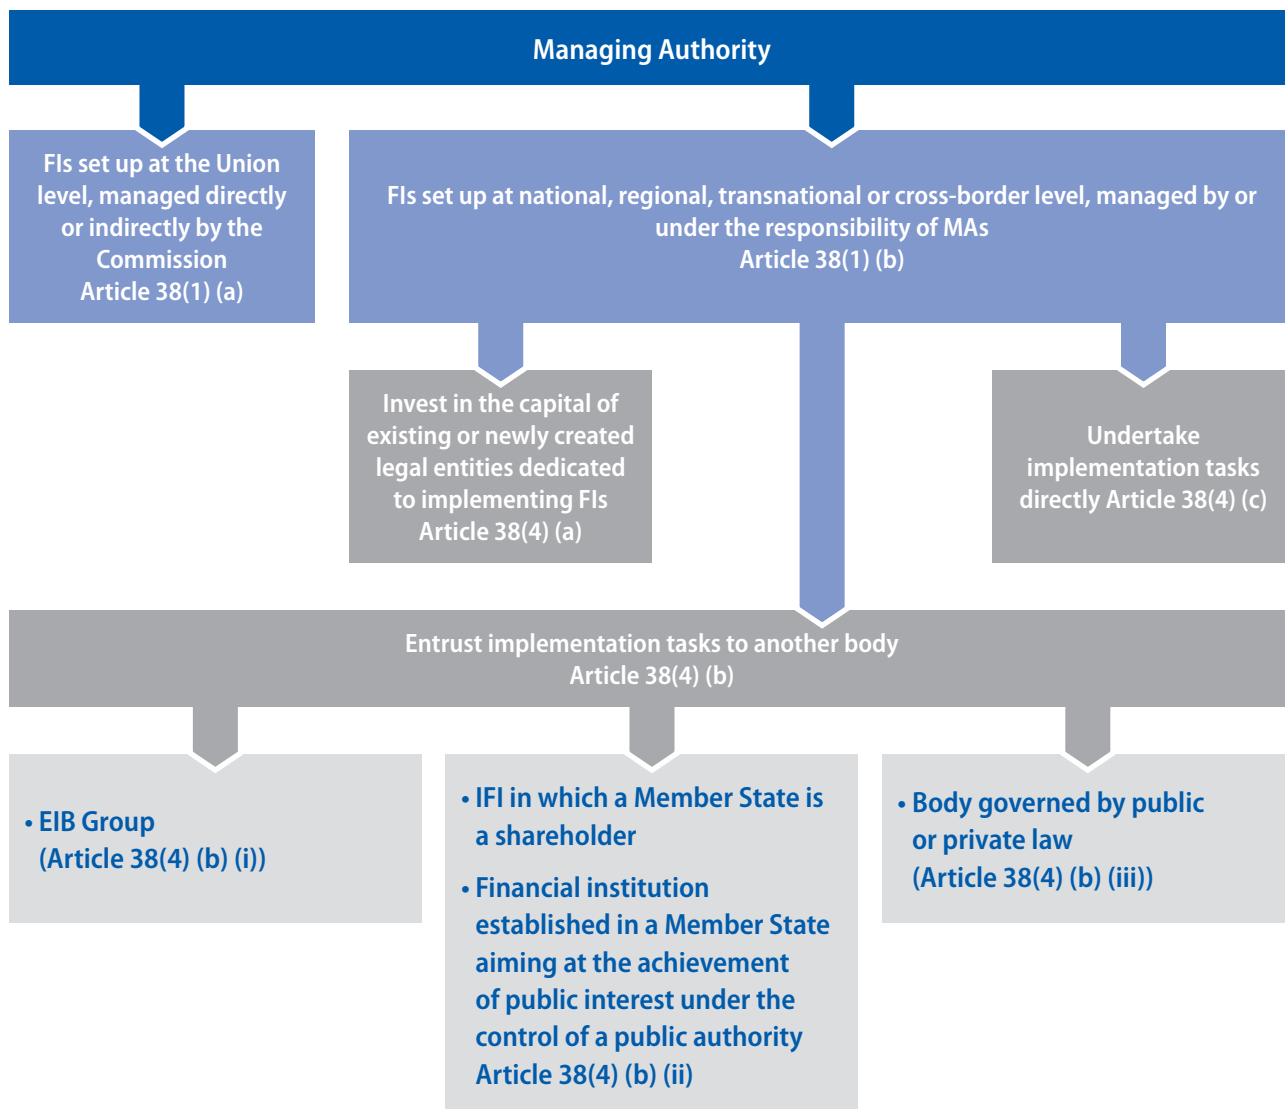 Managing Authority
FIs set up at the Union
level, managed directly
or indirectly by the
Commission
Article 38(1) (a)
FIs set up at national, regional, transnational or cross-border level, managed by or
under the responsibility of MAs
Article 38(1) (b)
Invest in the capital of
existing or newly created
legal entities dedicated
to implementing FIs
Article 38(4) (a)
Undertake
implementation tasks
directly Article 38(4) (c)
Entrust implementation tasks to another body
Article 38(4) (b)
• EIB Group
(Article 38(4) (b) (i))
• IFI in which a Member State is
a shareholder
• Financial institution
established in a Member State
aiming at the achievement
of public interest under the
control of a public authority
Article 38(4) (b) (ii)
• Body governed by public
or private law
(Article 38(4) (b) (iii))